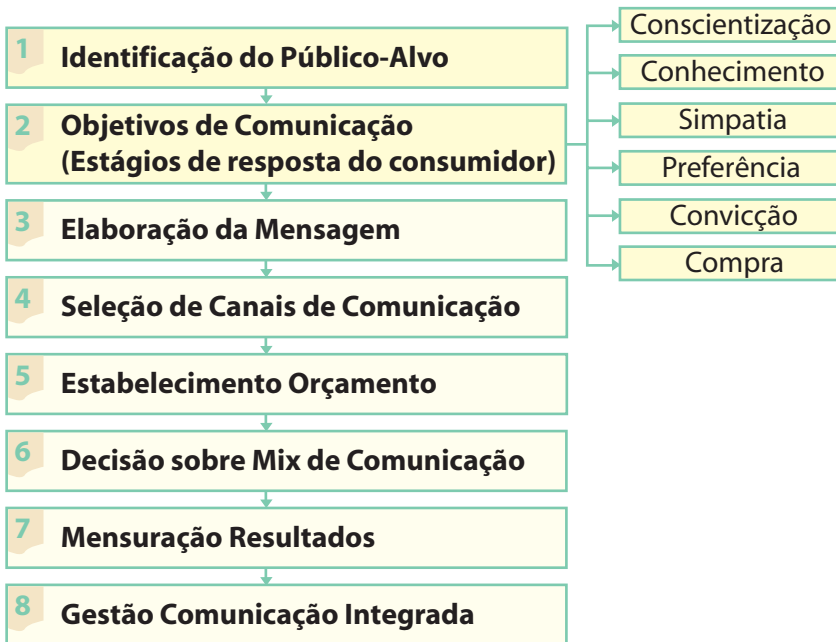 1
Identificação do Público-Alvo
2
Objetivos de Comunicação
(Estágios de resposta do consumidor)
3
Elaboração da Mensagem
4
Seleção de Canais de Comunicação
5
Estabelecimento Orçamento
6
Decisão sobre Mix de Comunicação
7
Mensuração Resultados
8
Gestão Comunicação Integrada
Conscientização
Conhecimento
Simpatia
Preferência
Convicção
Compra